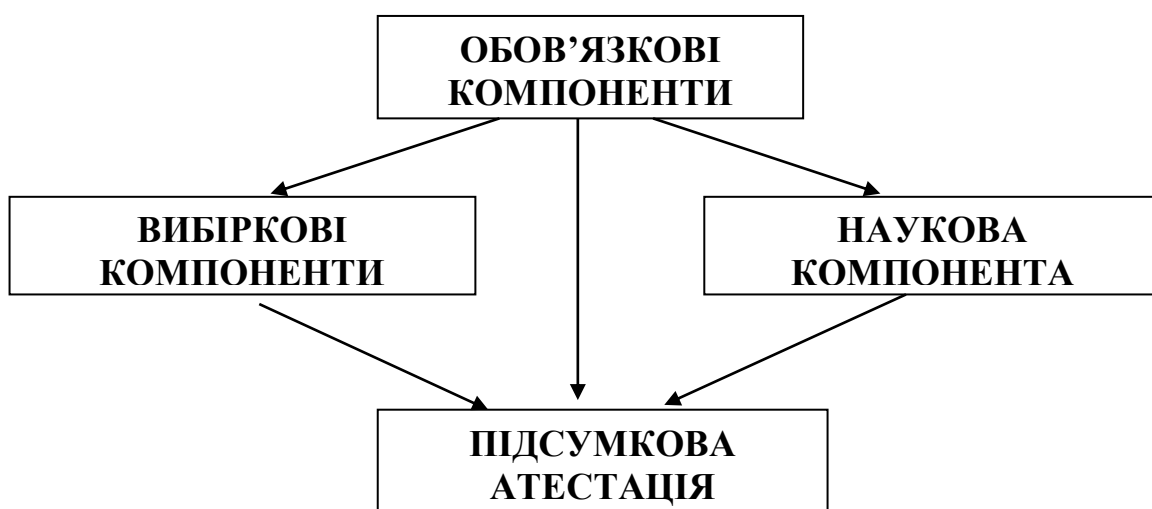 ОБОВ’ЯЗКОВІ
КОМПОНЕНТИ
ВИБІРКОВІ
КОМПОНЕНТИ
НАУКОВА
КОМПОНЕНТА
ПІДСУМКОВА
АТЕСТАЦІЯ